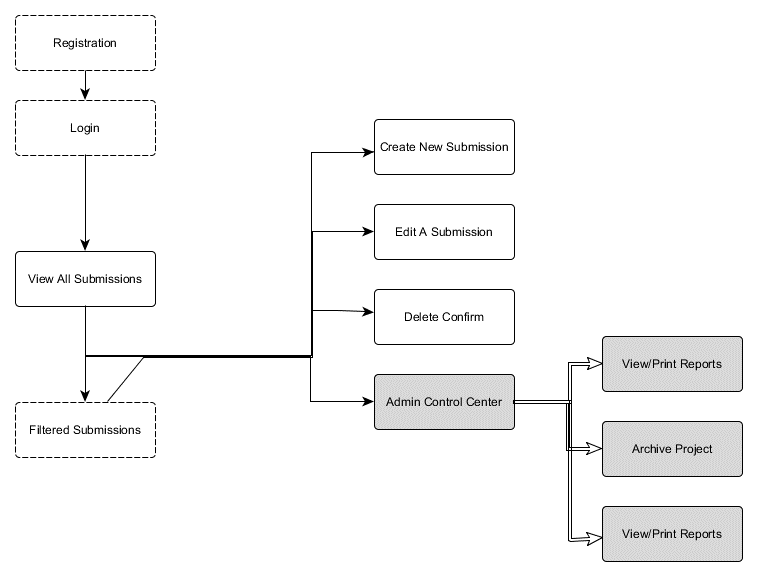 Registration
Login
View All Submissions
Filtered Submissions
Create New Submission
Edit A Submission
Delete Confirm
Admin Control Center
View/Print Reports
Archive Project
View/Print Reports